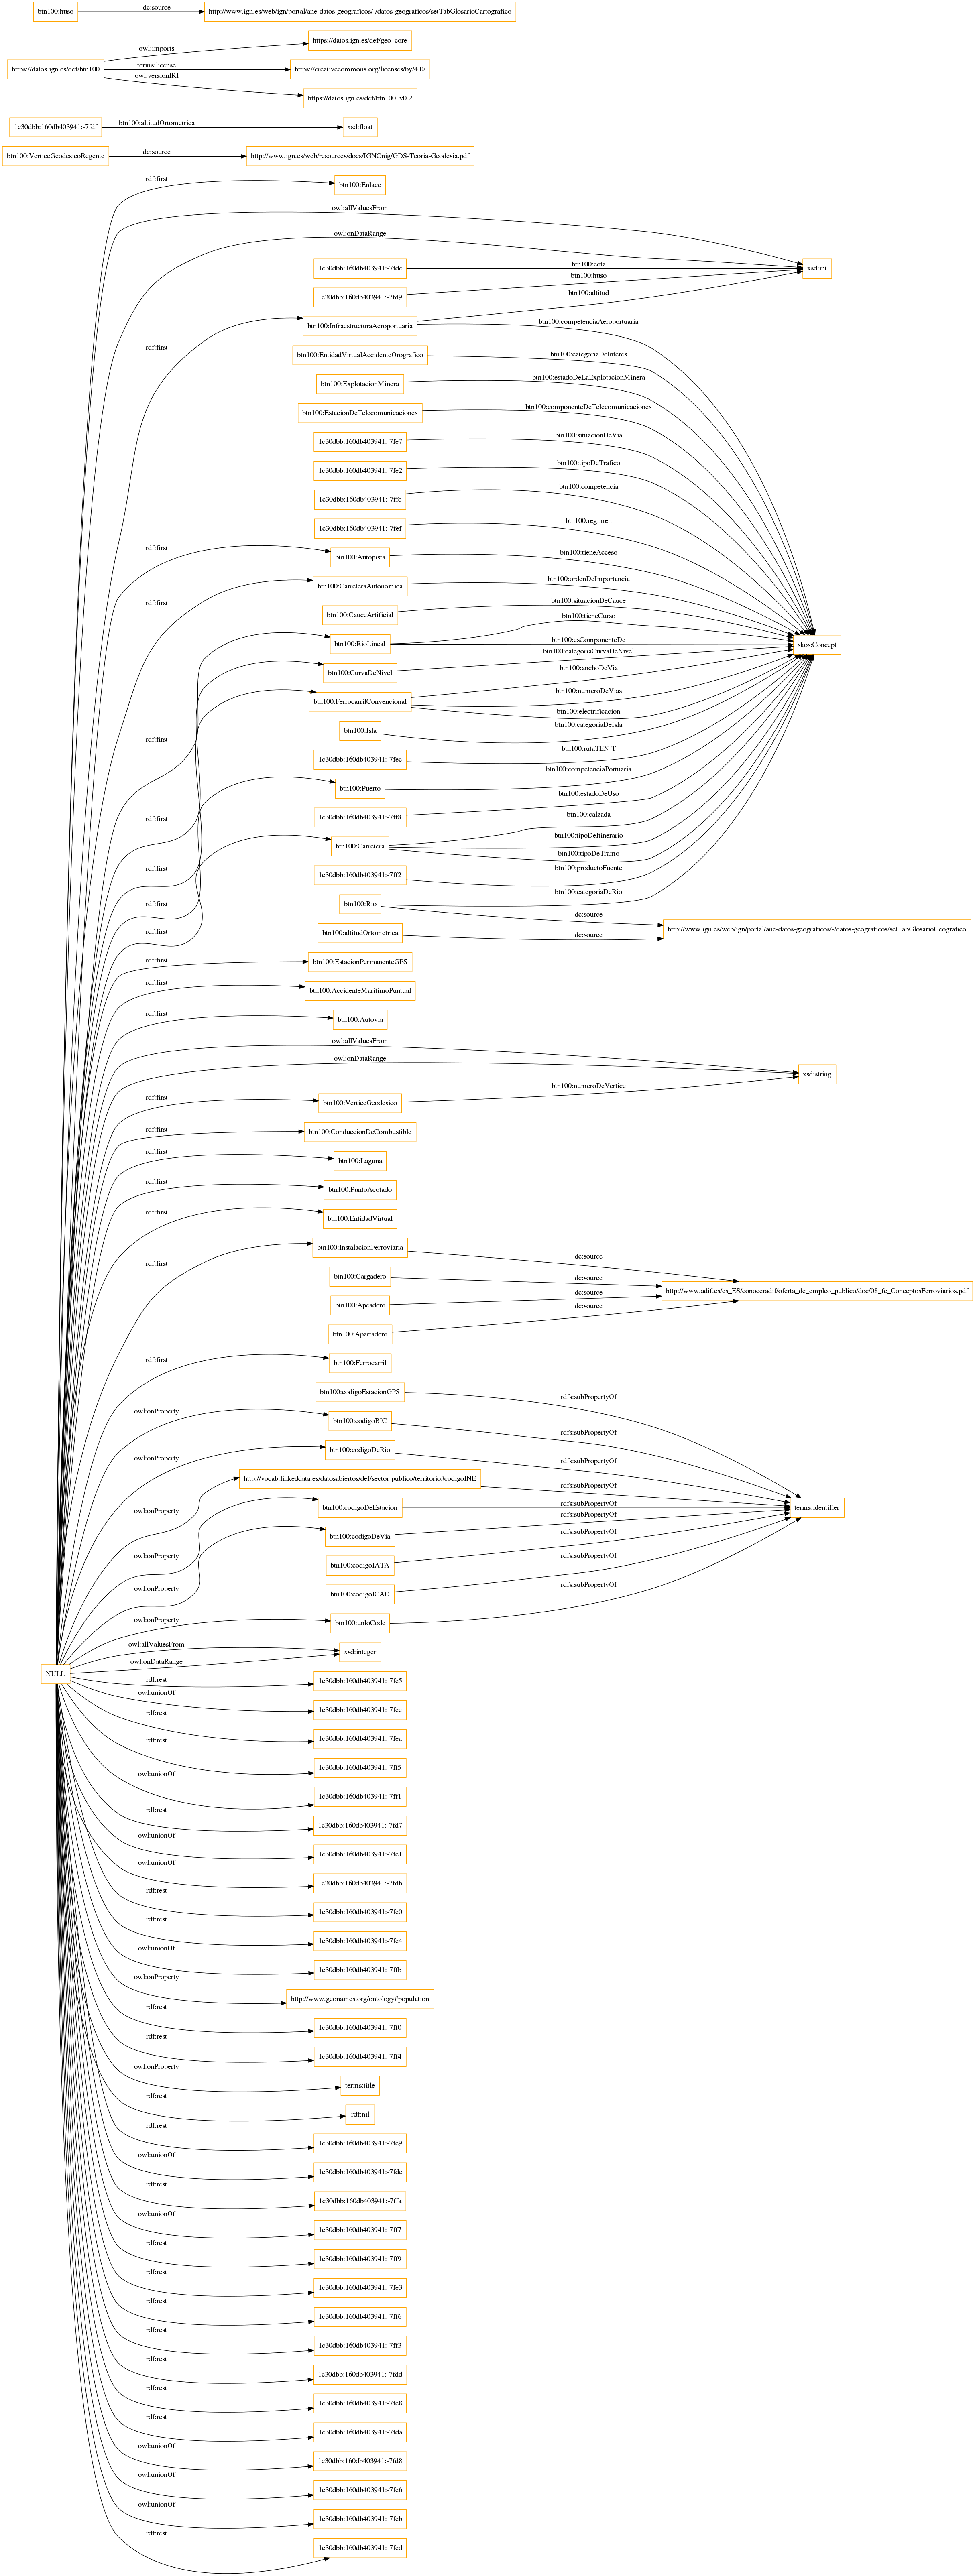 btn100:huso
dc:source
http://www.ign.es/web/ign/portal/ane-datos-geograficos/-/datos-geograficos/setTabGlosarioCartografico
owl:imports
https://datos.ign.es/def/geo_core
https://datos.ign.es/def/btn100
terms:license
https://creativecommons.org/licenses/by/4.0/
owl:versionIRI
https://datos.ign.es/def/btn100_v0.2
1c30dbb:160db403941:-7fdf
btn100:altitudOrtometrica
xsd:float
btn100:VerticeGeodesicoRegente
dc:source
http://www.ign.es/web/resources/docs/IGNCnig/GDS-Teoria-Geodesia.pdf
rdf:first
btn100:Enlace
owl:allValuesFrom
owl:onDataRange
1c30dbb:160db403941:-7fdc
btn100:cota
xsd:int
btn100:huso
1c30dbb:160db403941:-7fd9
btn100:altitud
rdf:first
btn100:InfraestructuraAeroportuaria
btn100:competenciaAeroportuaria
btn100:EntidadVirtualAccidenteOrografico
btn100:categoriaDeInteres
btn100:ExplotacionMinera
btn100:estadoDeLaExplotacionMinera
btn100:EstacionDeTelecomunicaciones
btn100:componenteDeTelecomunicaciones
1c30dbb:160db403941:-7fe7
btn100:situacionDeVia
1c30dbb:160db403941:-7fe2
btn100:tipoDeTrafico
1c30dbb:160db403941:-7ffc
btn100:competencia
1c30dbb:160db403941:-7fef
btn100:regimen
rdf:first
btn100:Autopista
btn100:tieneAcceso
rdf:first
btn100:CarreteraAutonomica
btn100:ordenDeImportancia
btn100:CauceArtificial
btn100:situacionDeCauce
btn100:tieneCurso
btn100:RioLineal
btn100:esComponenteDe
skos:Concept
btn100:categoriaCurvaDeNivel
btn100:CurvaDeNivel
btn100:anchoDeVia
btn100:FerrocarrilConvencional
btn100:numeroDeVias
btn100:electrificacion
rdf:first
btn100:Isla
btn100:categoriaDeIsla
1c30dbb:160db403941:-7fec
btn100:rutaTEN-T
btn100:Puerto
btn100:competenciaPortuaria
rdf:first
1c30dbb:160db403941:-7ff8
btn100:estadoDeUso
btn100:Carretera
btn100:calzada
btn100:tipoDeItinerario
btn100:tipoDeTramo
rdf:first
1c30dbb:160db403941:-7ff2
btn100:productoFuente
rdf:first
btn100:Rio
btn100:categoriaDeRio
dc:source
rdf:first
btn100:altitudOrtometrica
dc:source
http://www.ign.es/web/ign/portal/ane-datos-geograficos/-/datos-geograficos/setTabGlosarioGeografico
rdf:first
btn100:EstacionPermanenteGPS
rdf:first
btn100:AccidenteMaritimoPuntual
rdf:first
btn100:Autovia
owl:allValuesFrom
owl:onDataRange
xsd:string
rdf:first
btn100:VerticeGeodesico
btn100:numeroDeVertice
rdf:first
btn100:ConduccionDeCombustible
rdf:first
btn100:Laguna
rdf:first
btn100:PuntoAcotado
rdf:first
btn100:EntidadVirtual
rdf:first
btn100:InstalacionFerroviaria
dc:source
btn100:Cargadero
dc:source
http://www.adif.es/es_ES/conoceradif/oferta_de_empleo_publico/doc/08_fc_ConceptosFerroviarios.pdf
btn100:Apeadero
dc:source
btn100:Apartadero
dc:source
rdf:first
btn100:Ferrocarril
btn100:codigoEstacionGPS
rdfs:subPropertyOf
owl:onProperty
btn100:codigoBIC
rdfs:subPropertyOf
owl:onProperty
btn100:codigoDeRio
rdfs:subPropertyOf
owl:onProperty
http://vocab.linkeddata.es/datosabiertos/def/sector-publico/territorio#codigoINE
rdfs:subPropertyOf
owl:onProperty
btn100:codigoDeEstacion
rdfs:subPropertyOf
terms:identifier
owl:onProperty
btn100:codigoDeVia
rdfs:subPropertyOf
btn100:codigoIATA
rdfs:subPropertyOf
btn100:codigoICAO
rdfs:subPropertyOf
owl:onProperty
btn100:unloCode
rdfs:subPropertyOf
NULL
owl:allValuesFrom
owl:onDataRange
xsd:integer
rdf:rest
1c30dbb:160db403941:-7fe5
owl:unionOf
1c30dbb:160db403941:-7fee
rdf:rest
1c30dbb:160db403941:-7fea
rdf:rest
1c30dbb:160db403941:-7ff5
owl:unionOf
1c30dbb:160db403941:-7ff1
rdf:rest
1c30dbb:160db403941:-7fd7
owl:unionOf
1c30dbb:160db403941:-7fe1
owl:unionOf
1c30dbb:160db403941:-7fdb
rdf:rest
1c30dbb:160db403941:-7fe0
rdf:rest
1c30dbb:160db403941:-7fe4
owl:unionOf
1c30dbb:160db403941:-7ffb
owl:onProperty
http://www.geonames.org/ontology#population
rdf:rest
1c30dbb:160db403941:-7ff0
rdf:rest
1c30dbb:160db403941:-7ff4
owl:onProperty
terms:title
rdf:rest
rdf:nil
rdf:rest
1c30dbb:160db403941:-7fe9
owl:unionOf
1c30dbb:160db403941:-7fde
rdf:rest
1c30dbb:160db403941:-7ffa
owl:unionOf
1c30dbb:160db403941:-7ff7
rdf:rest
1c30dbb:160db403941:-7ff9
rdf:rest
1c30dbb:160db403941:-7fe3
rdf:rest
1c30dbb:160db403941:-7ff6
rdf:rest
1c30dbb:160db403941:-7ff3
rdf:rest
1c30dbb:160db403941:-7fdd
rdf:rest
1c30dbb:160db403941:-7fe8
rdf:rest
1c30dbb:160db403941:-7fda
owl:unionOf
1c30dbb:160db403941:-7fd8
owl:unionOf
1c30dbb:160db403941:-7fe6
owl:unionOf
1c30dbb:160db403941:-7feb
rdf:rest
1c30dbb:160db403941:-7fed